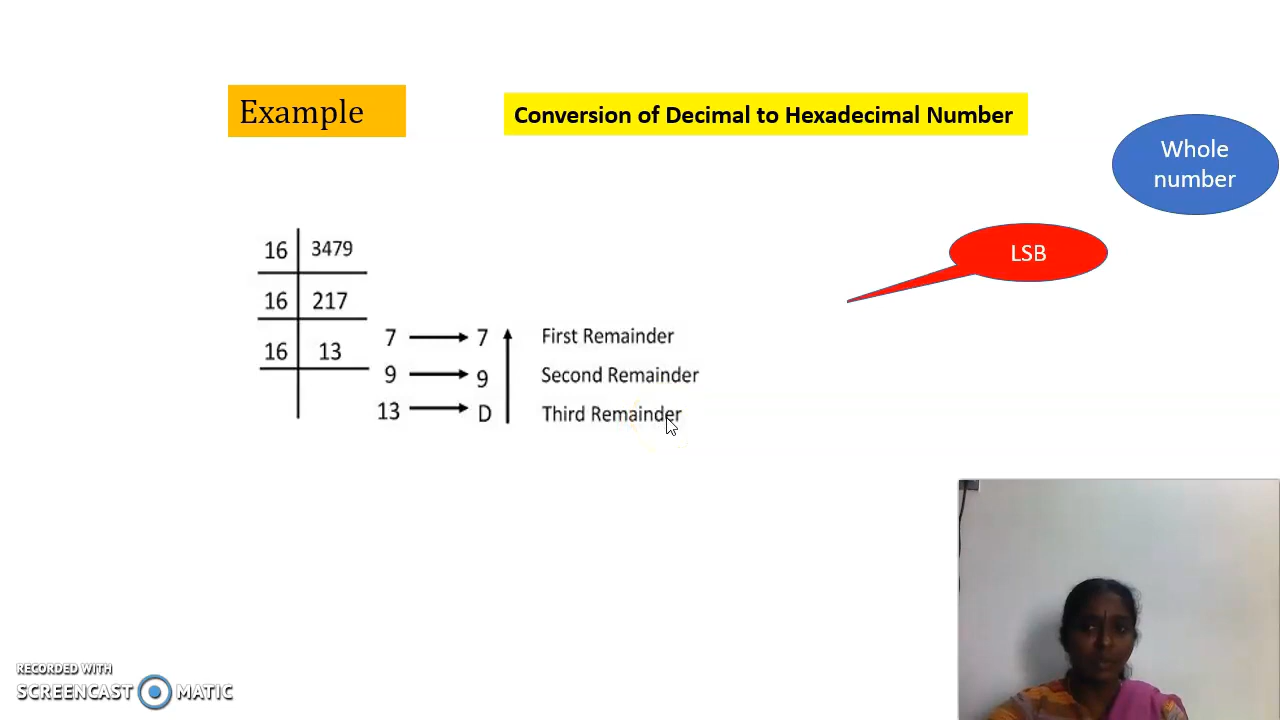 Example
Conversion of Decimal to Hexadecimal Number
Whole
number
LSB
16 3479
16 217
16 13
7 7 First Remainder
9 9 Second Remainder
13 D Third Remainder
RECORDED WITH
SCREENCAST MATIC